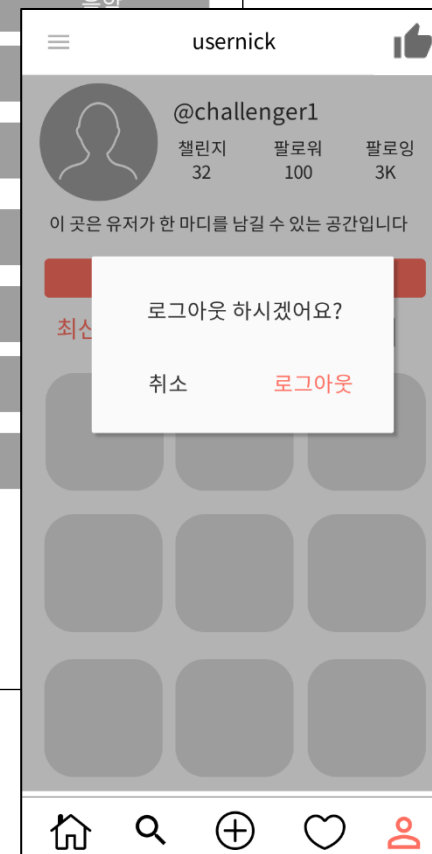 usernick
@challenger1
챌린지 팔로워 팔로잉
32 100 3K
이 곳은 유저가 한 마디를 남길 수 있는 공간입니다
로그아웃 하시겠어요?
최신
취소 로그아웃